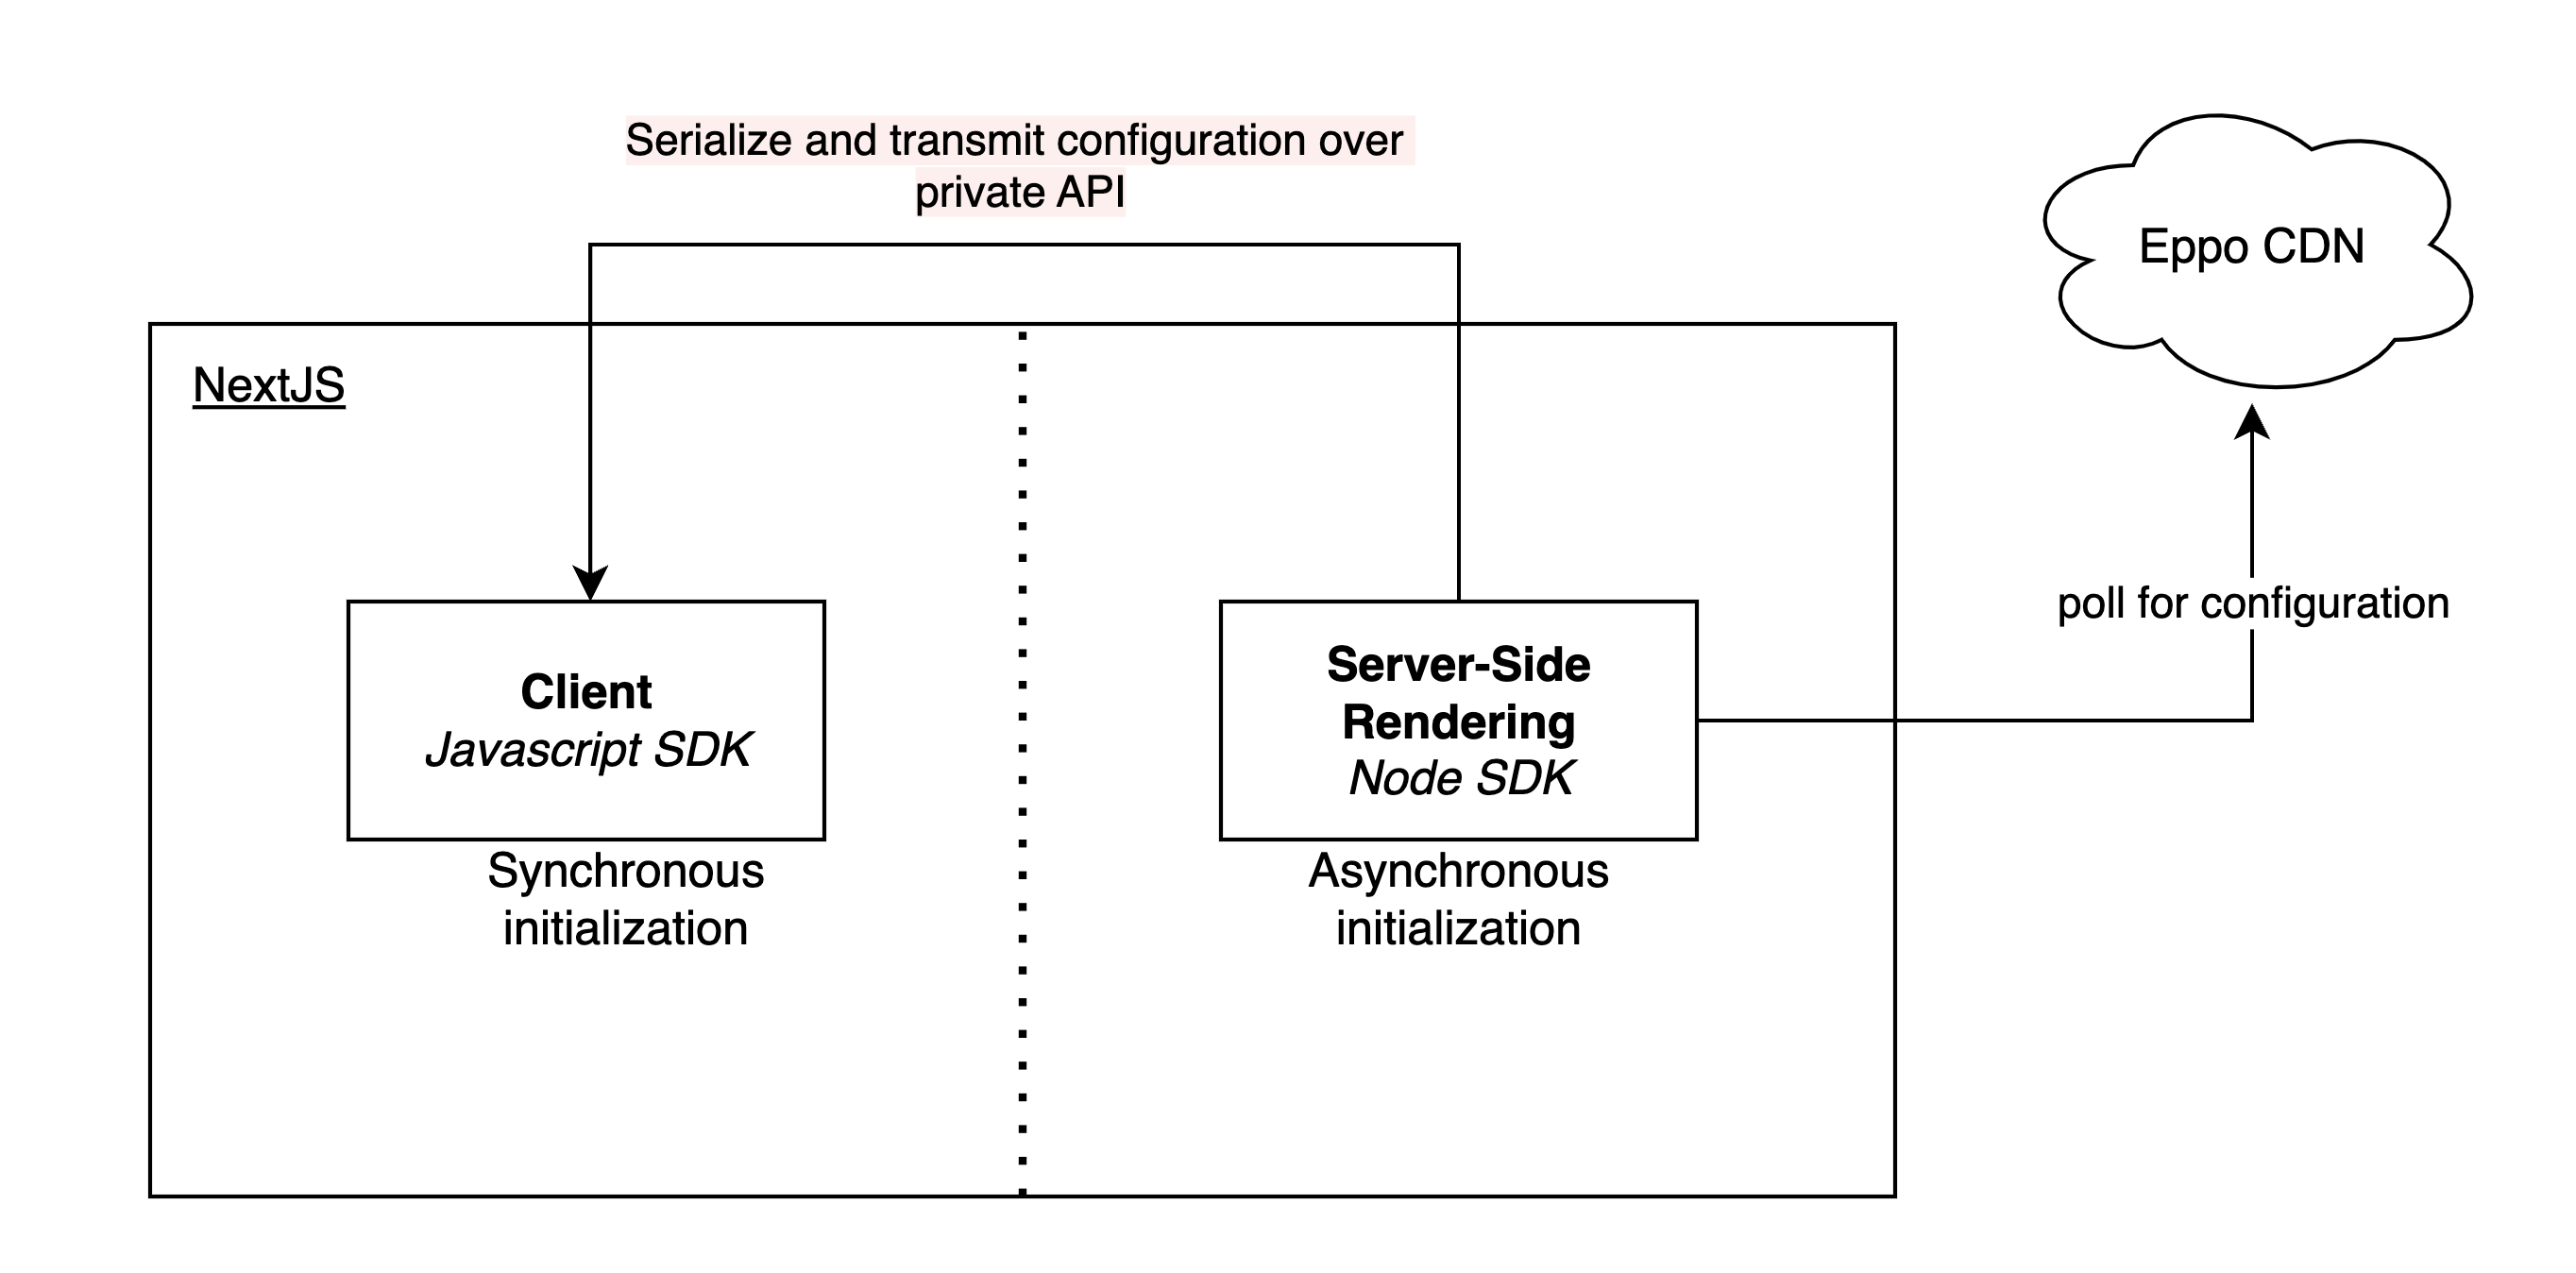 Serialize and transmit configuration over
private API
Eppo CDN
NextJS
poll for configuration
Client
Javascript SDK
Synchronous
initialization
Server-Side
Rendering
Node SDK
Asynchronous
initialization